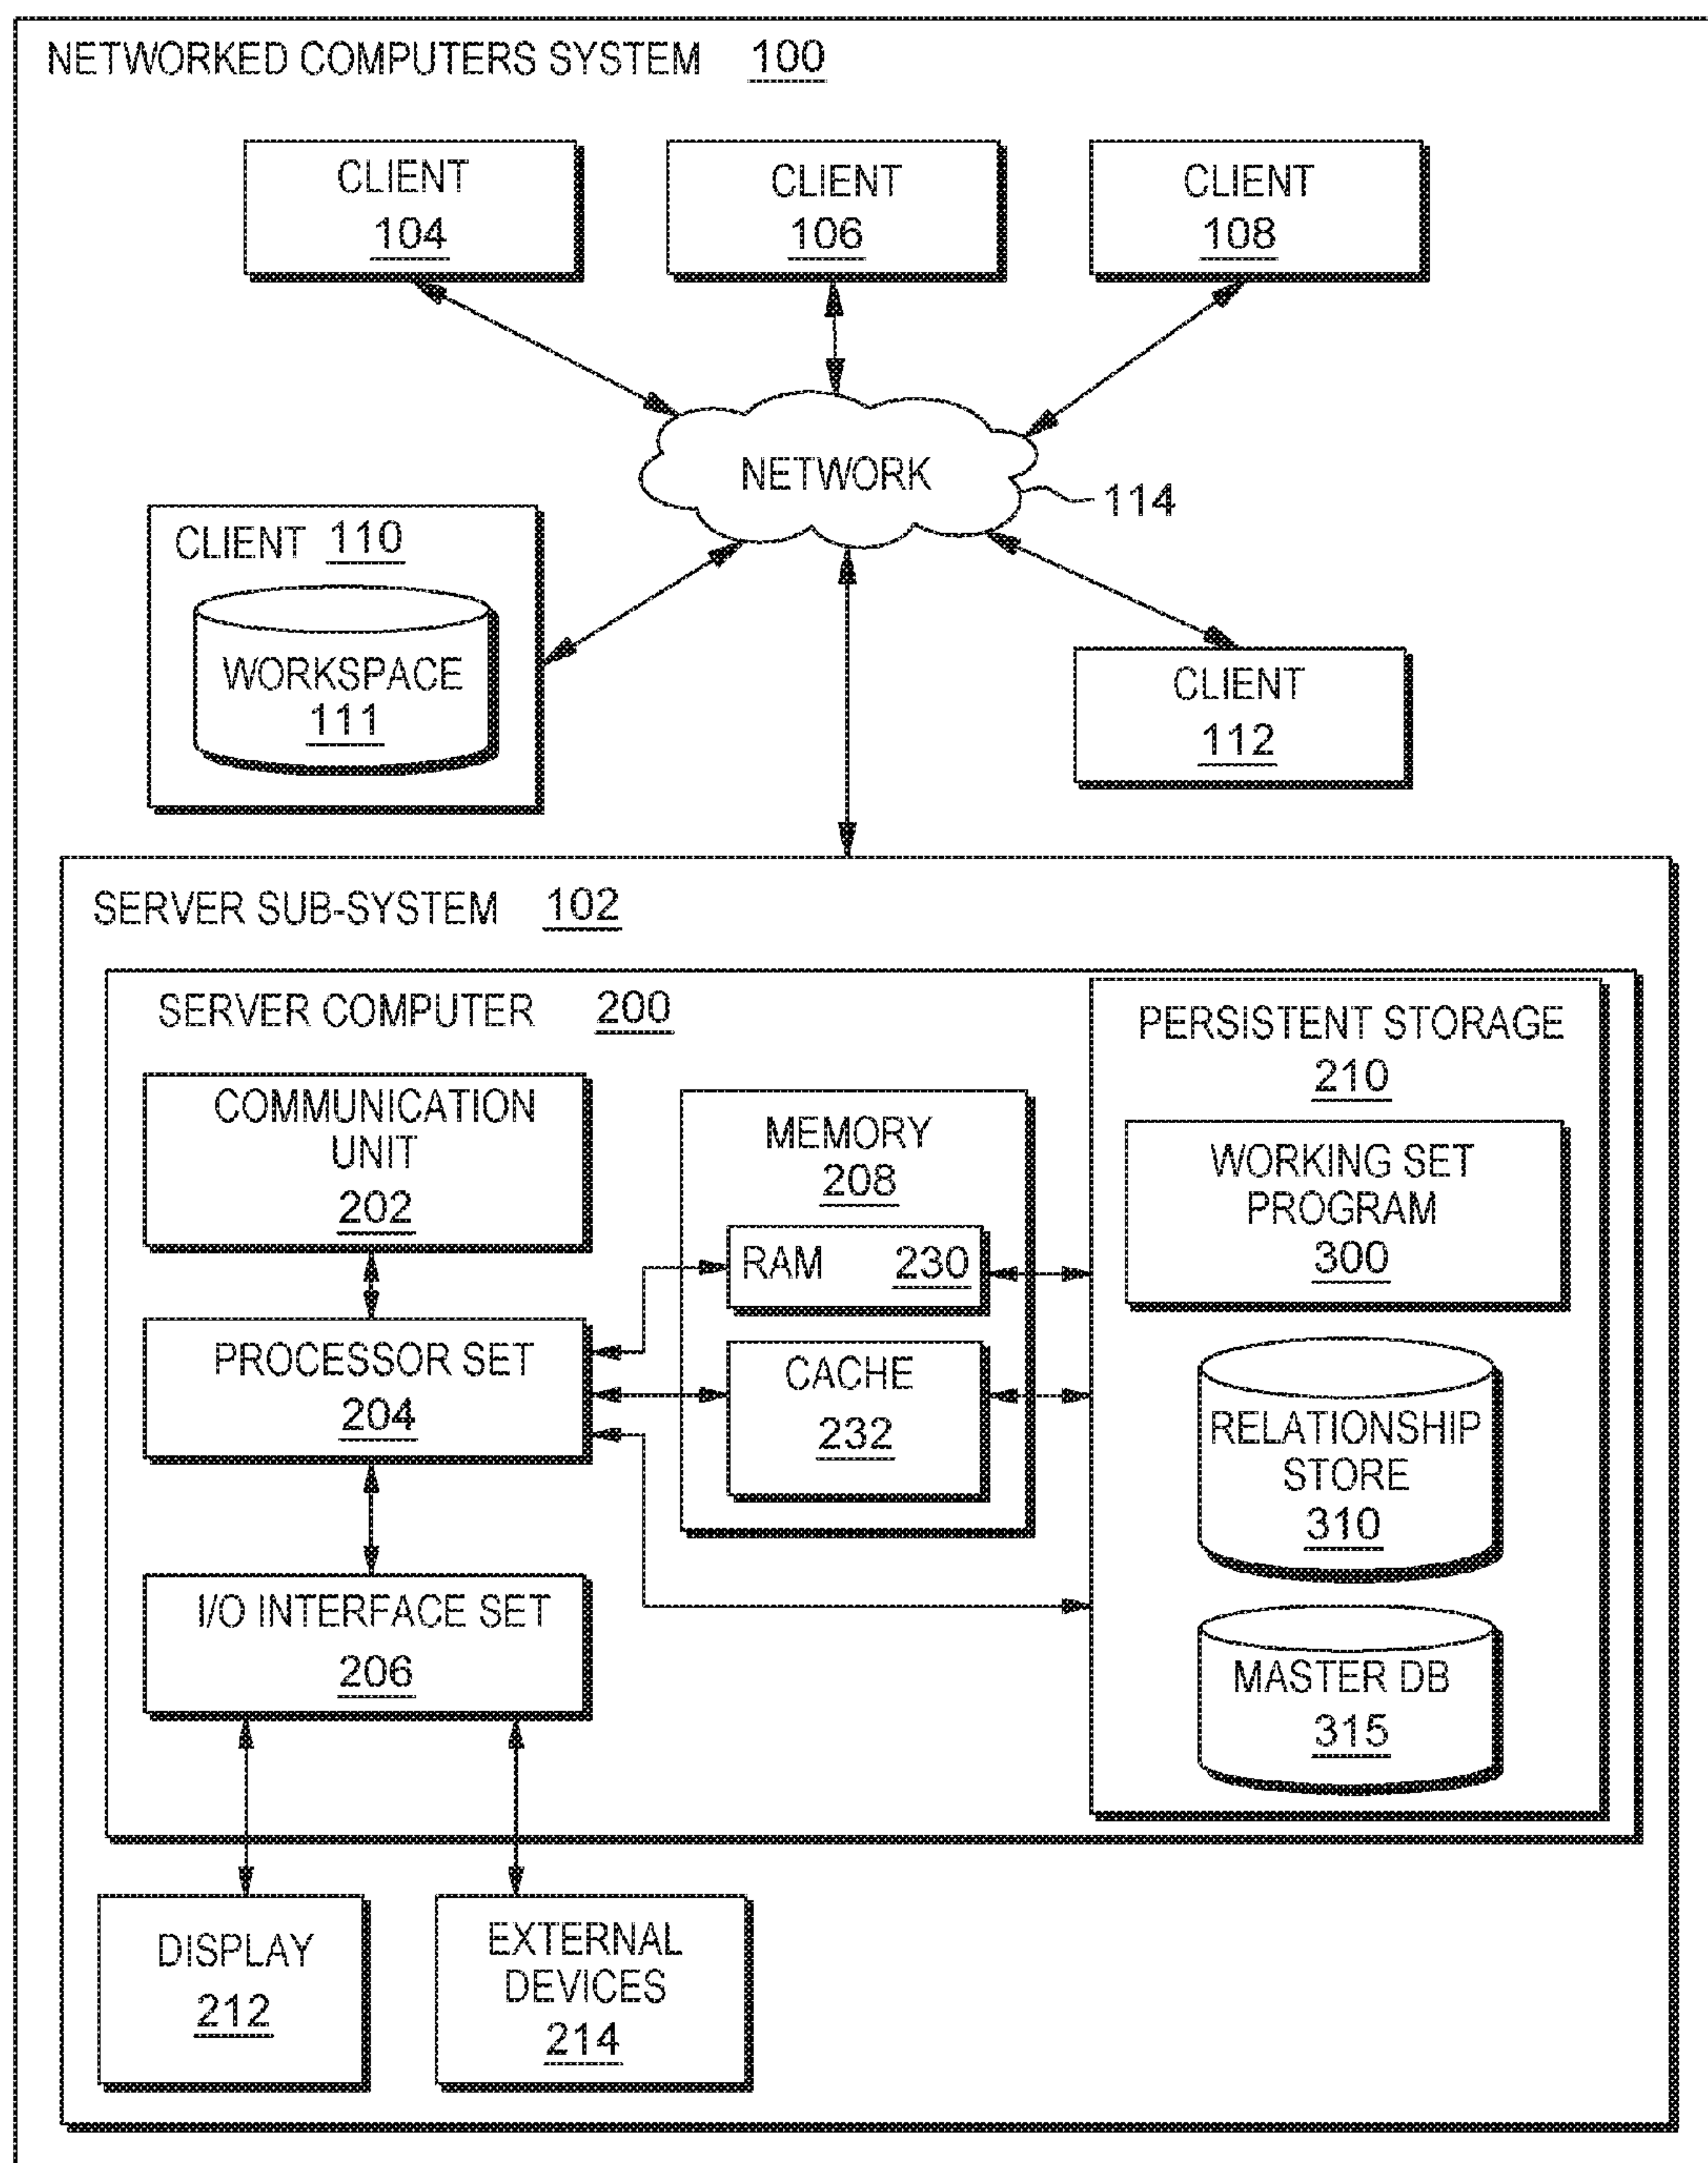 NETWORKED COMPUTERS SYSTEM 100
CLIENT
104
CLIENT
106
CLIENT
108
NETWORK
114
CLIENT 110
WORKSPACE
111
CLIENT
112
SERVER SUB-SYSTEM 102
SERVER COMPUTER 200
COMMUNICATION
UNIT
202
PROCESSOR SET
204
I/O INTERFACE SET
206
MEMORY
208
RAM 230
CACHE
232
PERSISTENT STORAGE
210
WORKING SET
PROGRAM
300
RELATIONSHIP
STORE
310
MASTER DB
315
DISPLAY
212
EXTERNAL
DEVICES
214